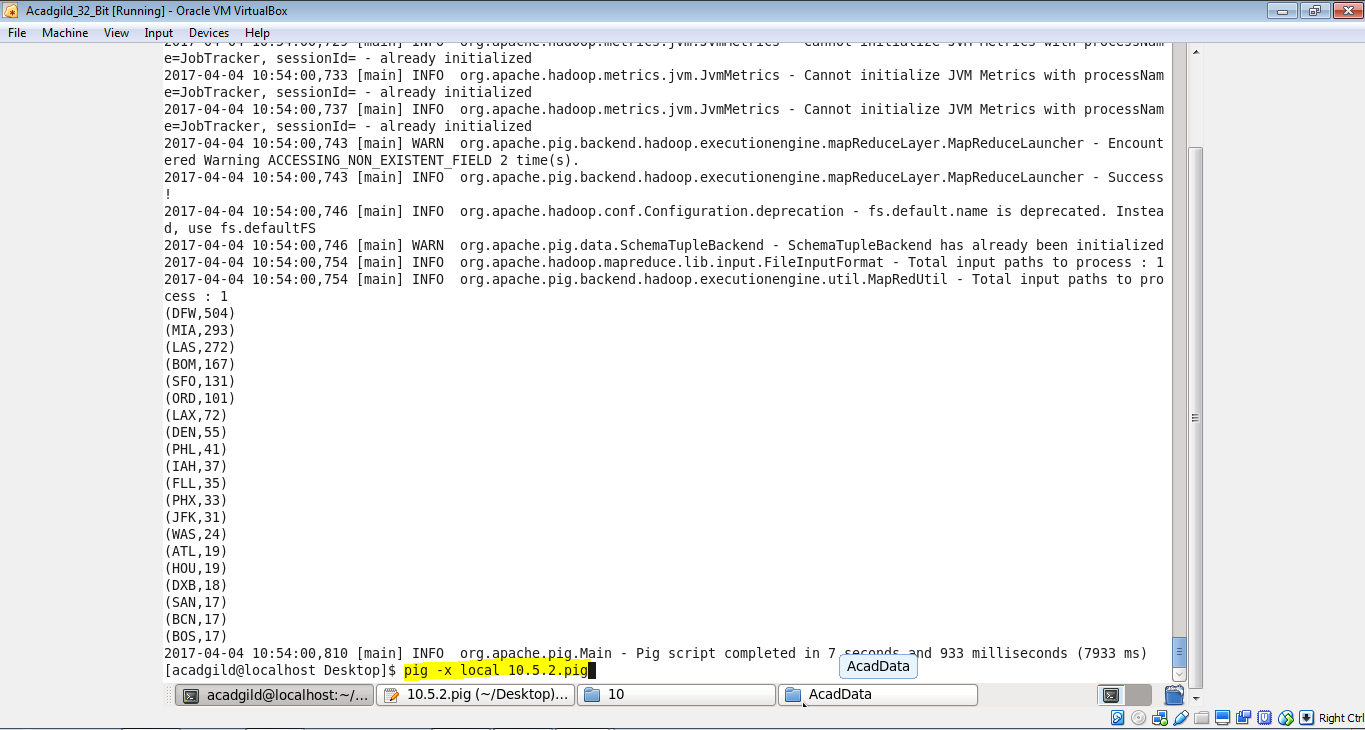 Acadgild_32_Bit [Running] - Oracle VM VirtualBox
File Machine View Input Devices Help
2017-04-04 10:54:00,729 [main] INFO  org.apache.hadoop.metrics.jvm.JvmMetrics - Cannot initialize JVM Metrics with processNam
e=JobTracker, sessionId= - already initialized
2017-04-04 10:54:00,733 [main] INFO  org.apache.hadoop.metrics.jvm.JvmMetrics - Cannot initialize JVM Metrics with processNam
e=JobTracker, sessionId= - already initialized
2017-04-04 10:54:00,737 [main] INFO  org.apache.hadoop.metrics.jvm.JvmMetrics - Cannot initialize JVM Metrics with processNam
e=JobTracker, sessionId= - already initialized
2017-04-04 10:54:00,743 [main] WARN  org.apache.pig.backend.hadoop.executionengine.mapReduceLayer.MapReduceLauncher - Encount
ered Warning ACCESSING_NON_EXISTENT_FIELD 2 time(s).
2017-04-04 10:54:00,743 [main] INFO  org.apache.pig.backend.hadoop.executionengine.mapReduceLayer.MapReduceLauncher - Success
!
2017-04-04 10:54:00,746 [main] INFO  org.apache.hadoop.conf.Configuration.deprecation - fs.default.name is deprecated. Instea
d, use fs.defaultFS
2017-04-04 10:54:00,746 [main] WARN  org.apache.pig.data.SchemaTupleBackend - SchemaTupleBackend has already been initialized
2017-04-04 10:54:00,754 [main] INFO  org.apache.hadoop.mapreduce.lib.input.FileInputFormat - Total input paths to process : 1
2017-04-04 10:54:00,754 [main] INFO  org.apache.pig.backend.hadoop.executionengine.util.MapRedUtil - Total input paths to pro
cess : 1
(DFW,504)
(MIA,293)
(LAS,272)
(BOM,167)
(SFO,131)
(ORD,101)
(LAX,72)
(DEN,55)
(PHL,41)
(IAH,37)
(FLL,35)
(PHX,33)
(JFK,31)
(WAS,24)
(ATL,19)
(HOU,19)
(DXB,18)
(SAN,17)
(BCN,17)
(BOS,17)
2017-04-04 10:54:00,810 [main] INFO  org.apache.pig.Main - Pig script completed in 7 seconds and 933 milliseconds (7933 ms)
[acadgild@localhost Desktop]$ pig -x local 10.5.2.pig
AcadData
acadgild@localhost:~/... 10.5.2.pig (~/Desktop)... 10 AcadData
Right Ctrl